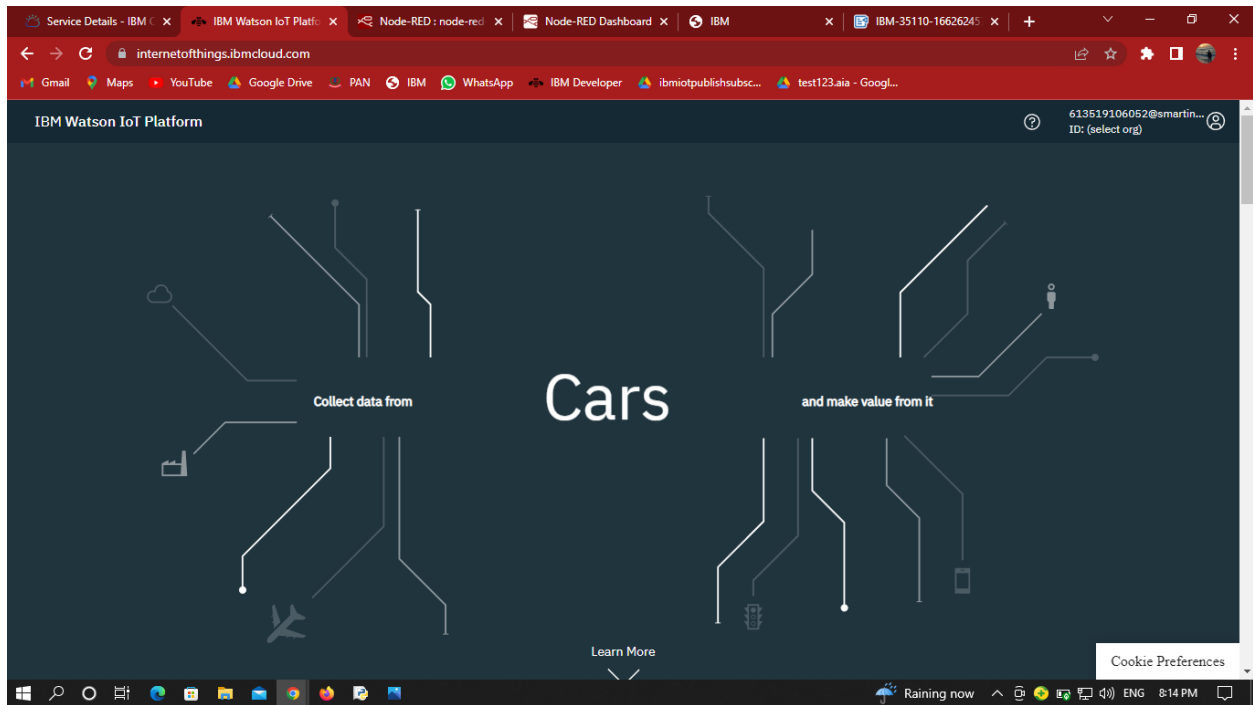 Service Details - IBM C
IBM Watson IoT Platfo
Node-RED : node-red
Node-RED Dashboard
IBM
IBM-35110-16626245
internetofthings.ibmcloud.com
Gmail
Maps
YouTube
Google Drive
PAN
IBM
WhatsApp
IBM Developer
ibmiotpublishsubsc...
test123.aia - Googl...
IBM Watson IoT Platform
613519106052@smartin...
ID: (select org)
Collect data from
Cars
and make value from it
Learn More
Cookie Preferences
Raining now
ENG
8:14 PM